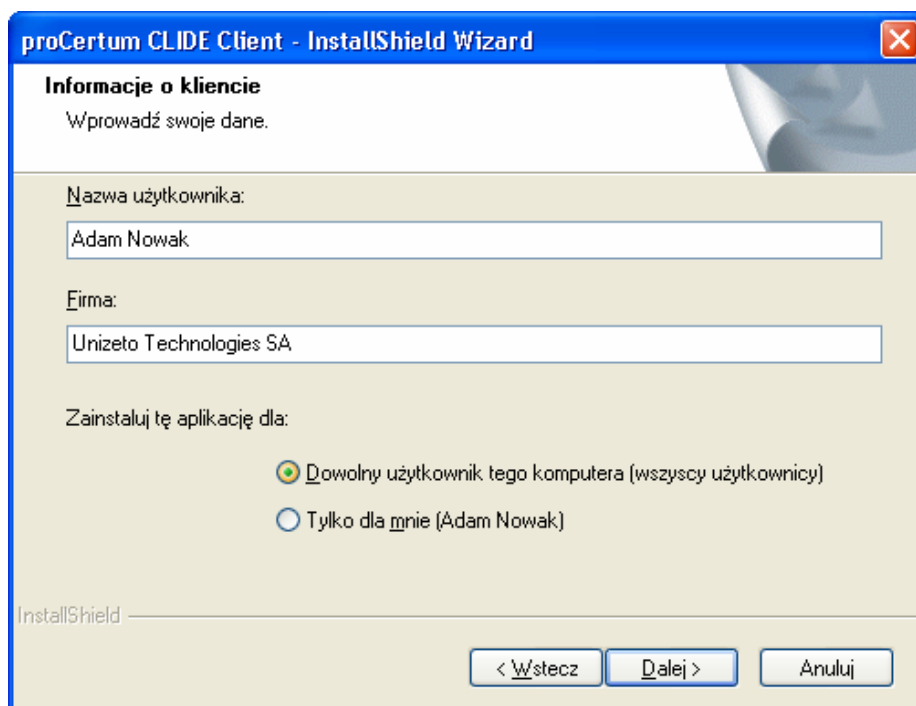 proCertum CLIDE Client - InstallShield Wizard
Informacje o kliencie
Wprowadź swoje dane.
Nazwa użytkownika:
Adam Nowak
Firma:
Unizeto Technologies SA
Zainstaluj tę aplikację dla:
Dowolny użytkownik tego komputera (wszyscy użytkownicy)
Tylko dla mnie (Adam Nowak)
InstallShield
< Wstecz Dalej > Anuluj